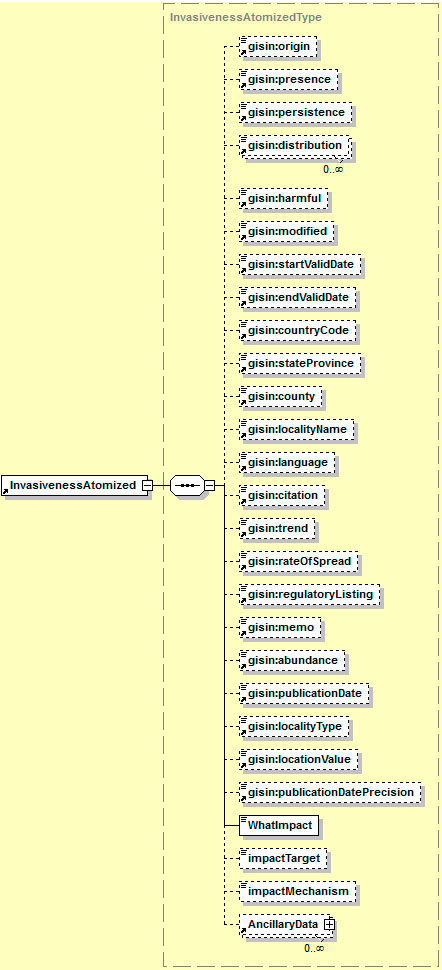 InvasivenessAtomizedType
gisin:origin
gisin:presence
gisin:persistence
gisin:distribution
0..∞
gisin:harmful
gisin:modified
gisin:startValidDate
gisin:endValidDate
gisin:countryCode
gisin:stateProvince
gisin:county
gisin:localityName
gisin:language
InvasivenessAtomized
gisin:citation
gisin:trend
gisin:rateOfSpread
gisin:regulatoryListing
gisin:memo
gisin:abundance
gisin:publicationDate
gisin:localityType
gisin:locationValue
gisin:publicationDatePrecision
WhatImpact
impactTarget
impactMechanism
AncillaryData
0..∞